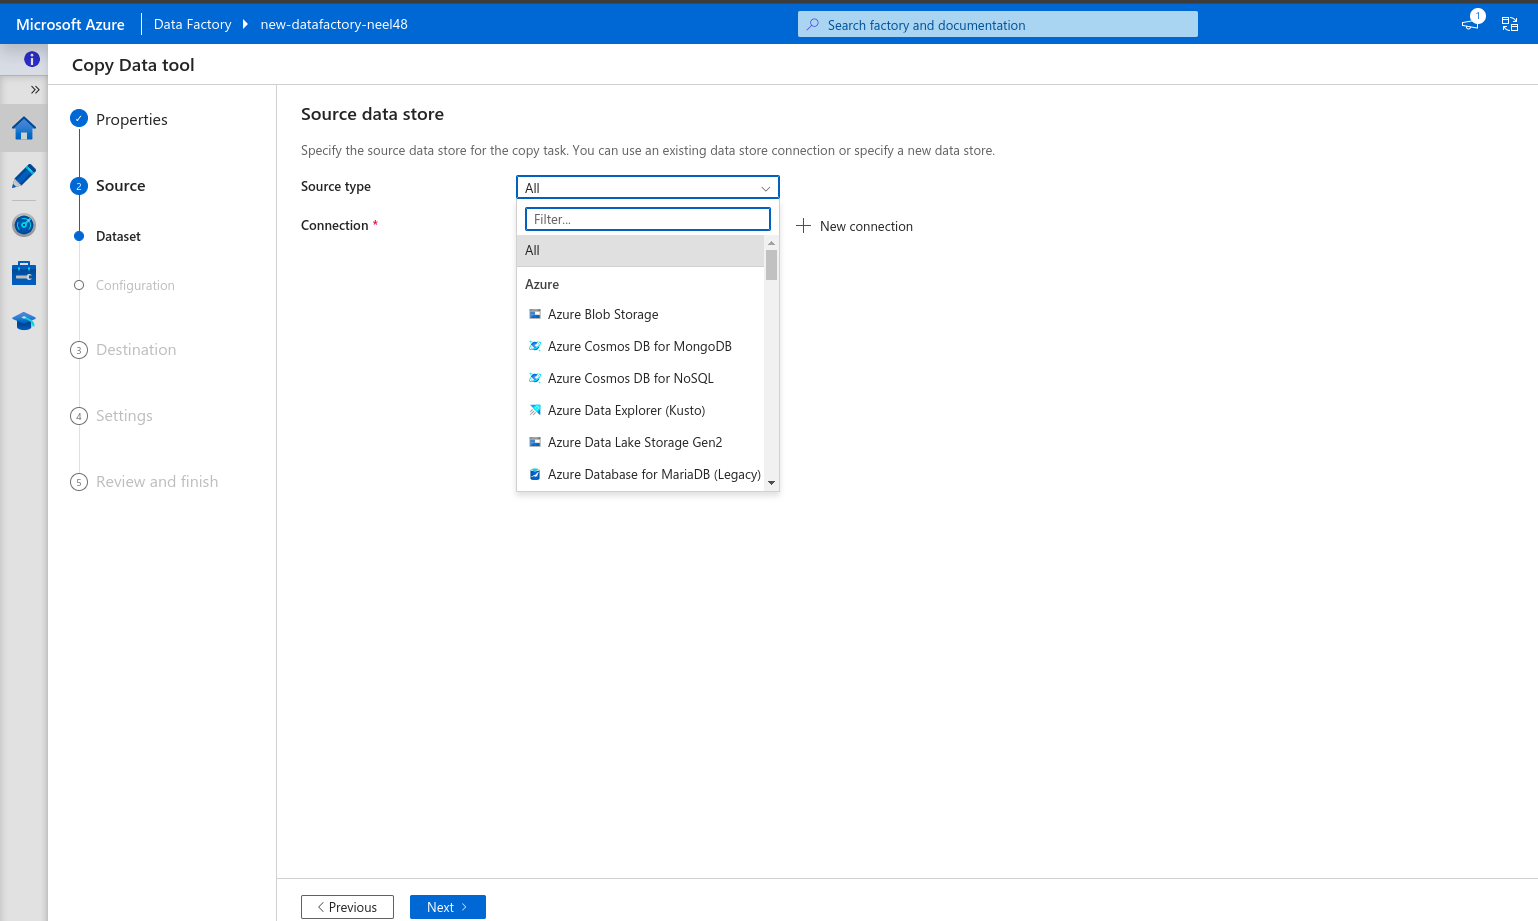 Microsoft Azure
Data Factory
new-datafactory-neel48
Search factory and documentation
1
Copy Data tool
Properties
2
Source
Dataset
Configuration
3
Destination
4
Settings
5
Review and finish
Source data store
Specify the source data store for the copy task. You can use an existing data store connection or specify a new data store.
Source type
All
Connection *
Filter...
New connection
All
Azure
Azure Blob Storage
Azure Cosmos DB for MongoDB
Azure Cosmos DB for NoSQL
Azure Data Explorer (Kusto)
Azure Data Lake Storage Gen2
Azure Database for MariaDB (Legacy)
Previous
Next